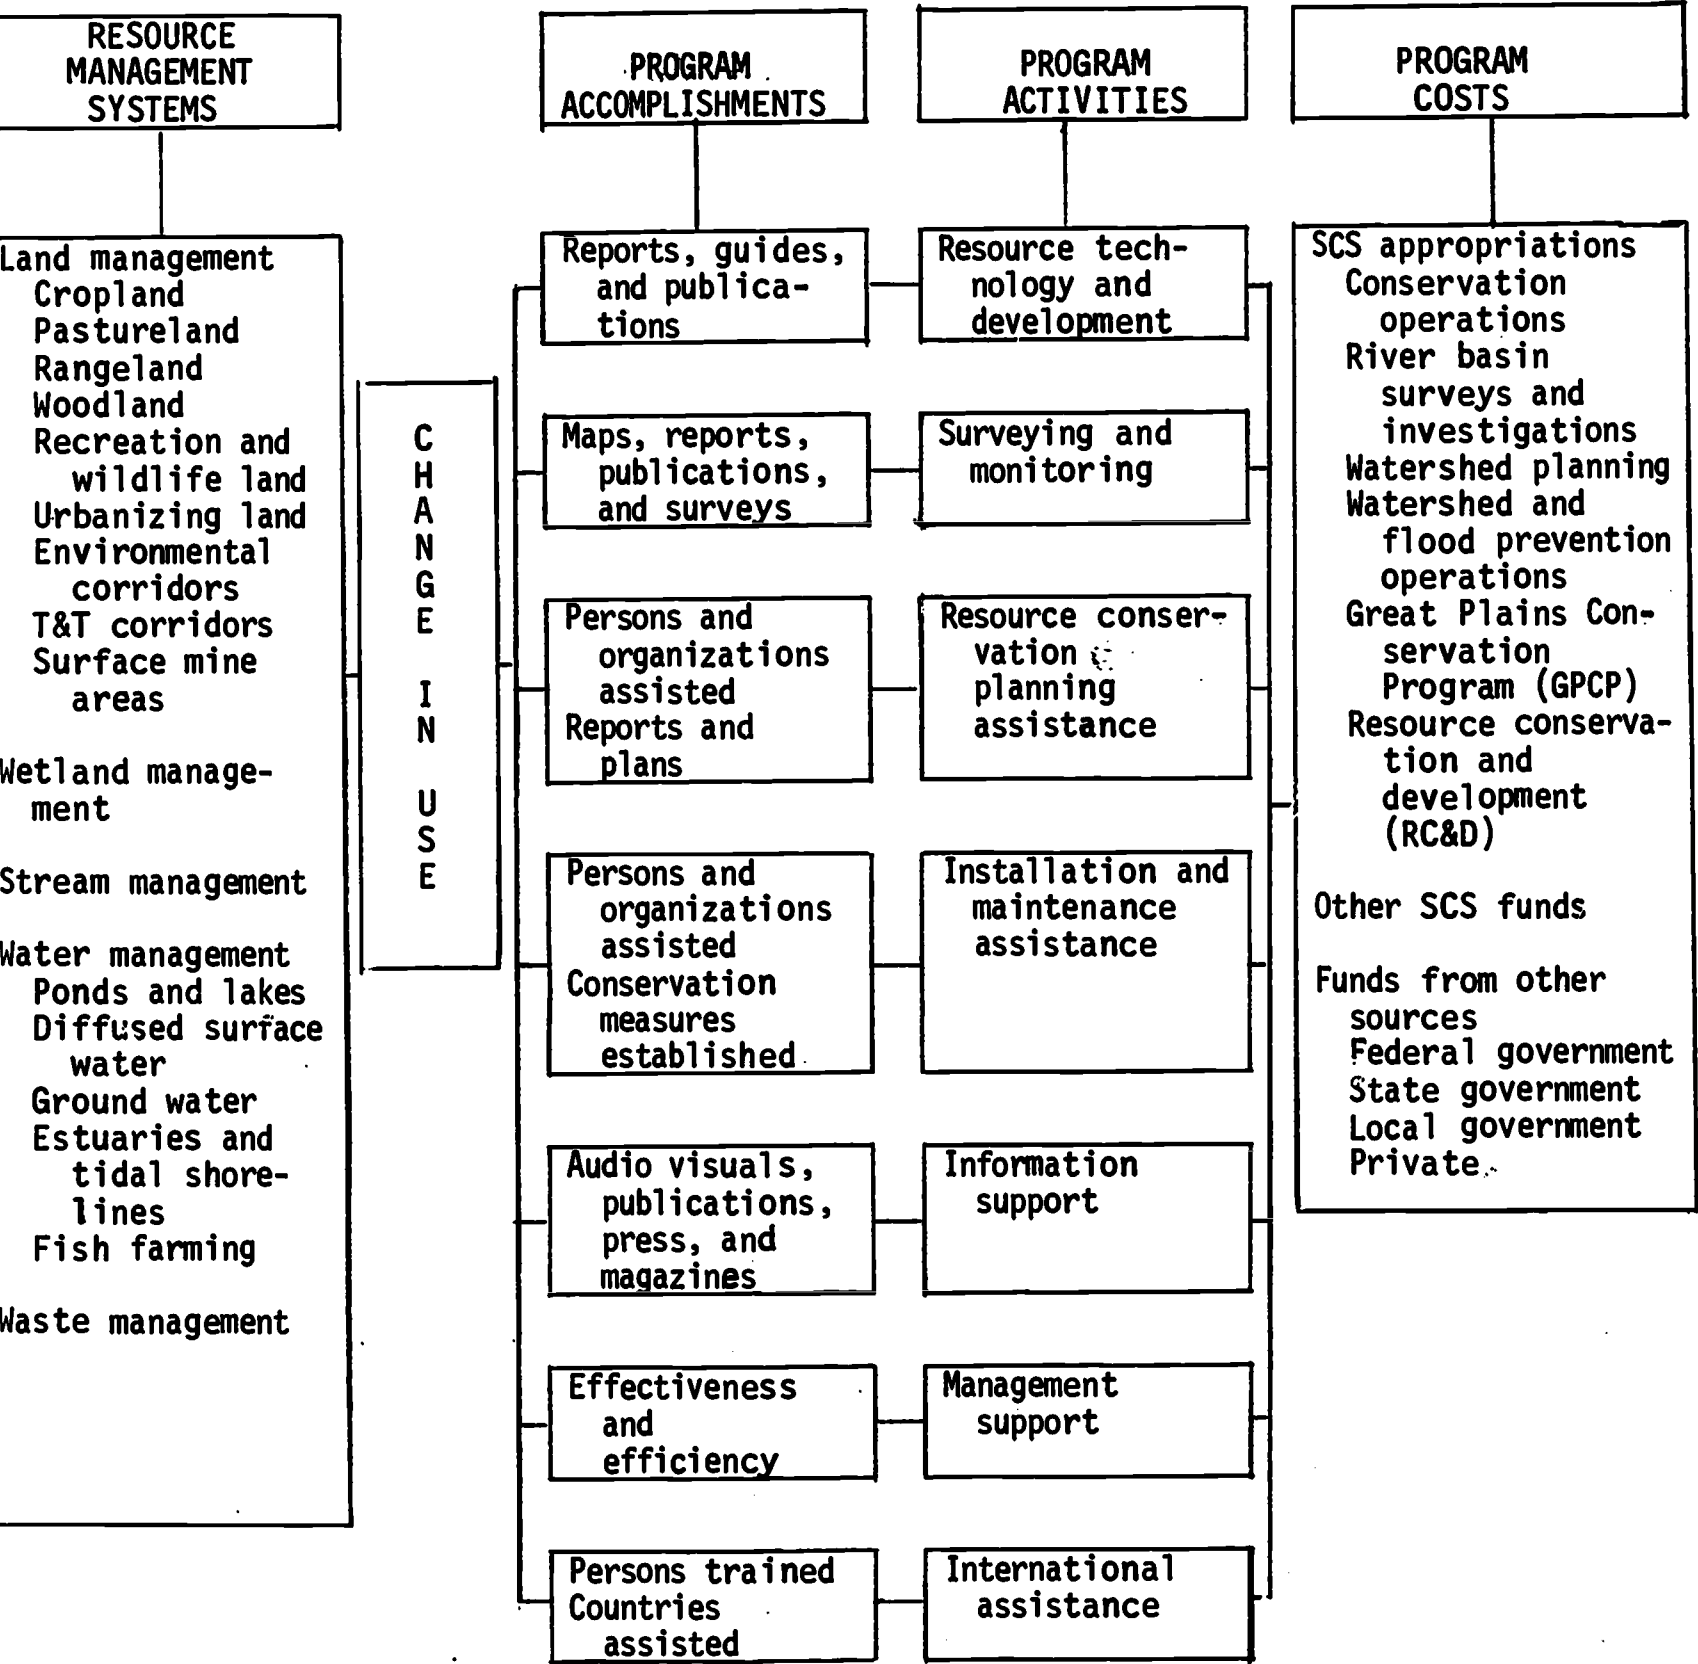 RESOURCE
MANAGEMENT
SYSTEMS
PROGRAM
ACCOMPLISHMENTS
PROGRAM
ACTIVITIES
PROGRAM
COSTS
Land management
Cropland
Pastureland
Rangeland
Woodland
Recreation and
wildlife land
Urbanizing land
Environmental
corridors
T&T corridors
Surface mine
areas
Wetland manage-
ment
Stream management
Water management
Ponds and lakes
Diffused surface
water
Ground water
Estuaries and
tidal shore-
lines
Fish farming
Waste management
CHANGE
IN
USE
Reports, guides,
and publica-
tions
Maps, reports,
publications,
and surveys
Persons and
organizations
assisted
Reports and
plans
Persons and
organizations
assisted
Conservation
measures
established
Audio visuals,
publications,
press, and
magazines
Effectiveness
and
efficiency
Persons trained
Countries
assisted
Resource tech-
nology and
development
Surveying and
monitoring
Resource conser-
vation
planning
assistance
Installation and
maintenance
assistance
Information
support
Management
support
International
assistance
SCS appropriations
Conservation
operations
River basin
surveys and
investigations
Watershed planning
Watershed and
flood prevention
operations
Great Plains Con-
servation
Program (GPCP)
Resource conserva-
tion and
development
(RC&D)
Other SCS funds
Funds from other
sources
Federal government
State government
Local government
Private